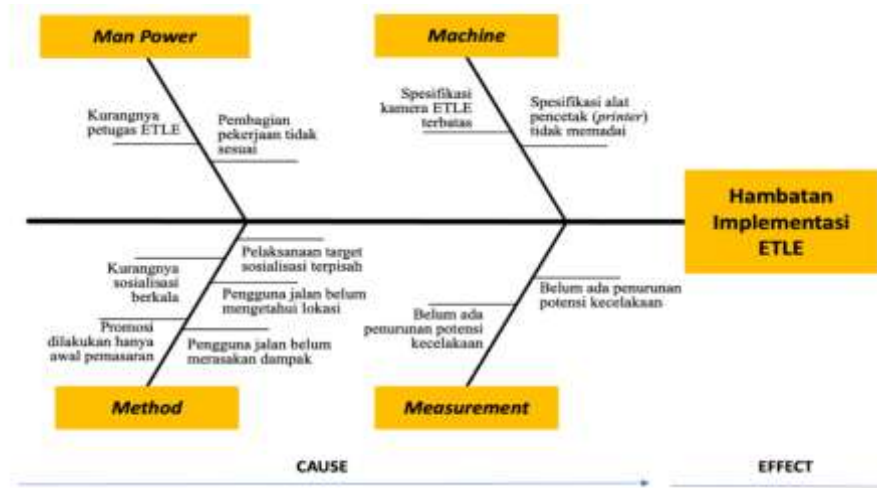 Man Power
Machine
Kurangnya
petugas ETLE
Pembagian
pekerjaan tidak
sesuai
Spesifikasi
kamera ETLE
terbatas
Spesifikasi alat
pencetak (printer)
tidak memadai
Hambatan
Implementasi
ETLE
Kurangnya
sosialisasi
berkala
Pelaksanaan target
sosialisasi terpisah
Pengguna jalan belum
mengetahui lokasi
Promosi
dilakukan hanya
awal pemasaran
Pengguna jalan belum
merasakan dampak
Belum ada
penurunan potensi
kecelakaan
Belum ada penurunan
potensi kecelakaan
Method
Measurement
CAUSE
EFFECT